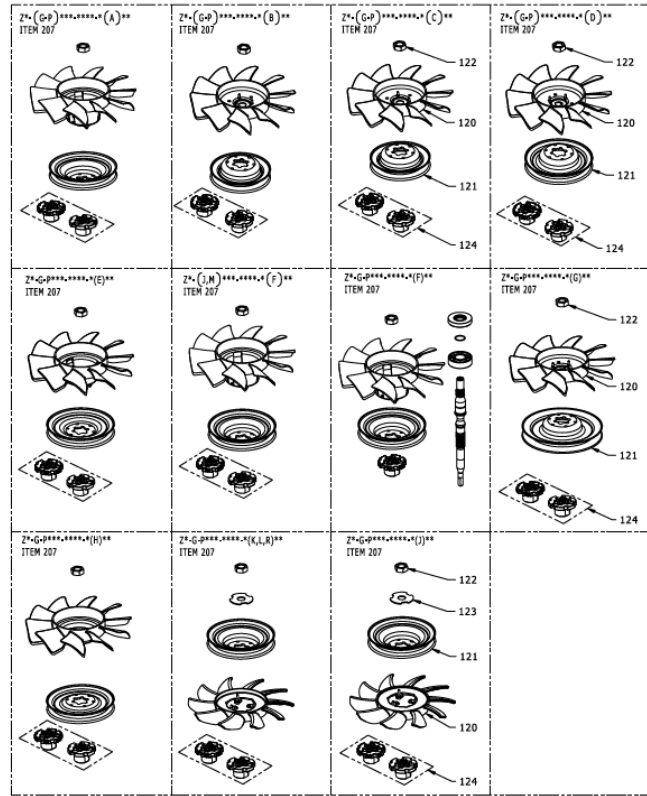 Z*-(G-P)***-****-*(A)**
ITEM 207
Z*-(G-P)***-****-*(B)**
ITEM 207
Z*-(G-P)***-****-*(C)**
ITEM 207
122
120
121
124
Z*-(G-P)***-****-*(D)**
ITEM 207
122
120
121
124
Z*-G-P***-****-*(E)**
ITEM 207
Z*-(J,M)***-****-*(F)**
ITEM 207
Z*-G-P***-****-*(F)**
ITEM 207
Z*-G-P***-****-*(G)**
ITEM 207
122
120
121
124
Z*-G-P***-****-*(H)**
ITEM 207
Z*-G-P***-****-*(K,L,R)**
ITEM 207
Z*-G-P***-****-*(J)**
ITEM 207
122
123
121
120
124